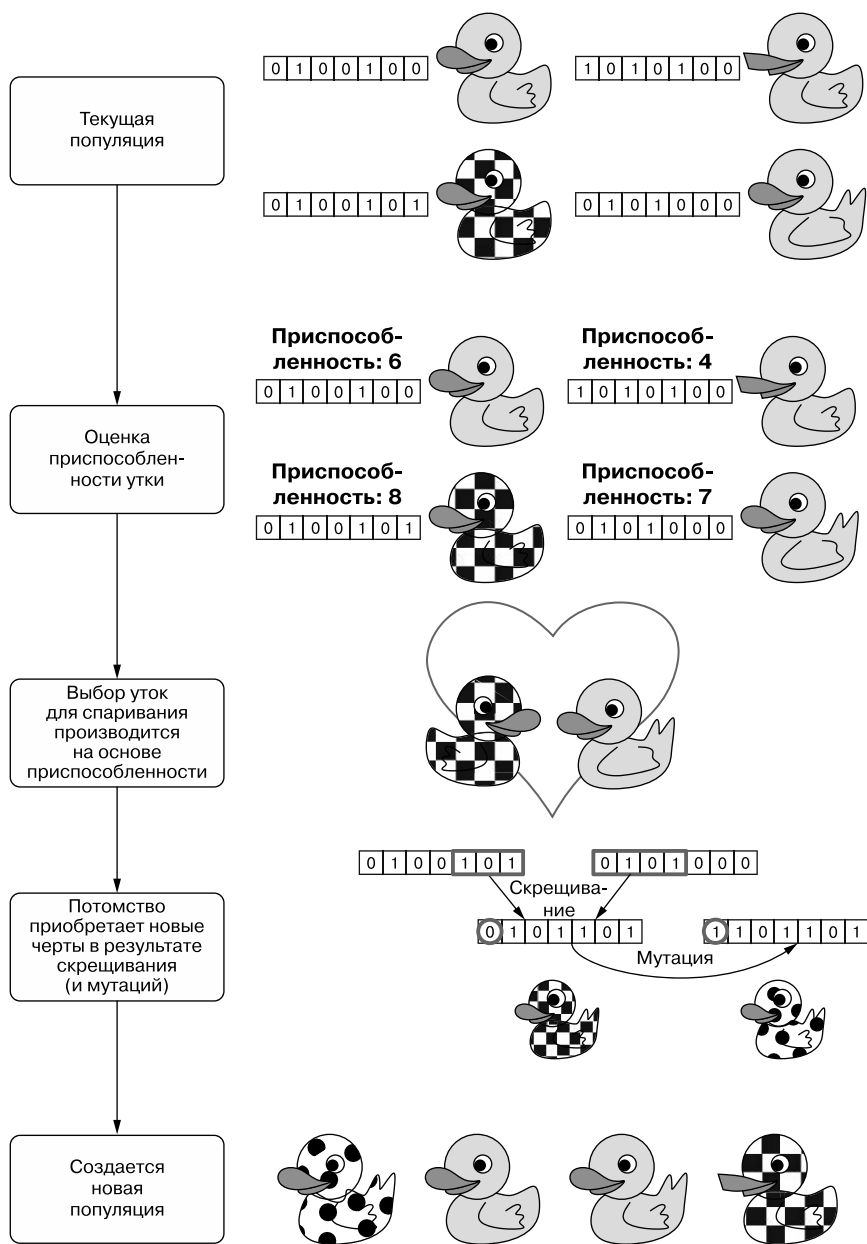 0 1 0 0 1 0 0
1 0 1 0 1 0 0
Текущая
популяция
0 1 0 0 1 0 1
0 1 0 1 0 0 0
Приспособ-
ленность: 6
0 1 0 0 1 0 0
Приспособ-
ленность: 4
1 0 1 0 1 0 0
Оценка
приспособлен-
ности утки
Приспособ-
ленность: 8
0 1 0 0 1 0 1
Приспособ-
ленность: 7
0 1 0 1 0 0 0
Выбор уток
для спаривания
производится
на основе
приспособленности
0 1 0 0 1 0 1
0 1 0 1 0 0 0
Скрещива-
ние
Потомство
приобретает новые
черты в результате
скрещивания
(и мутаций)
0 1 0 1 1 0 1
1 1 0 1 1 0 1
Мутация
Создается
новая
популяция